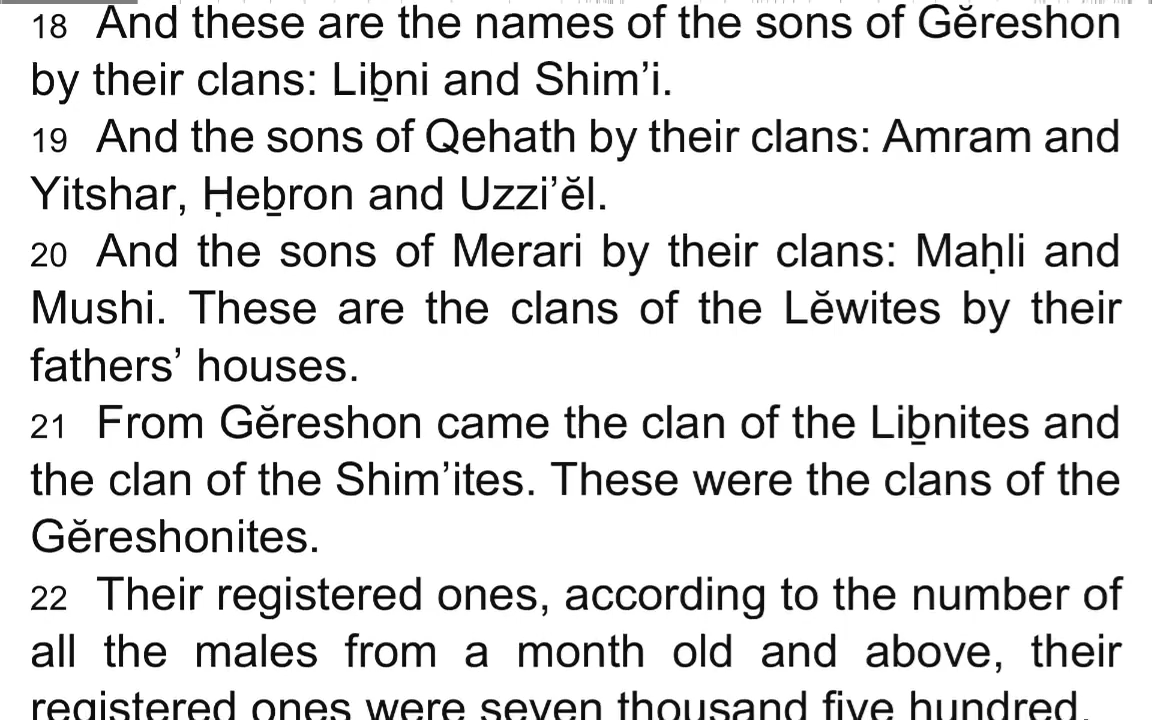 18 And these are the names of the sons of Gĕreshon
by their clans: Liḇni and Shim’i.
19 And the sons of Qehath by their clans: Amram and
Yitshar, Ḥeḇron and Uzzi’ĕl.
20 And the sons of Merari by their clans: Maḥli and
Mushi. These are the clans of the Lĕwites by their
fathers’ houses.
21 From Gĕreshon came the clan of the Liḇnites and
the clan of the Shim’ites. These were the clans of the
Gĕreshonites.
22 Their registered ones, according to the number of
all the males from a month old and above, their
registered ones were seven thousand five hundred.